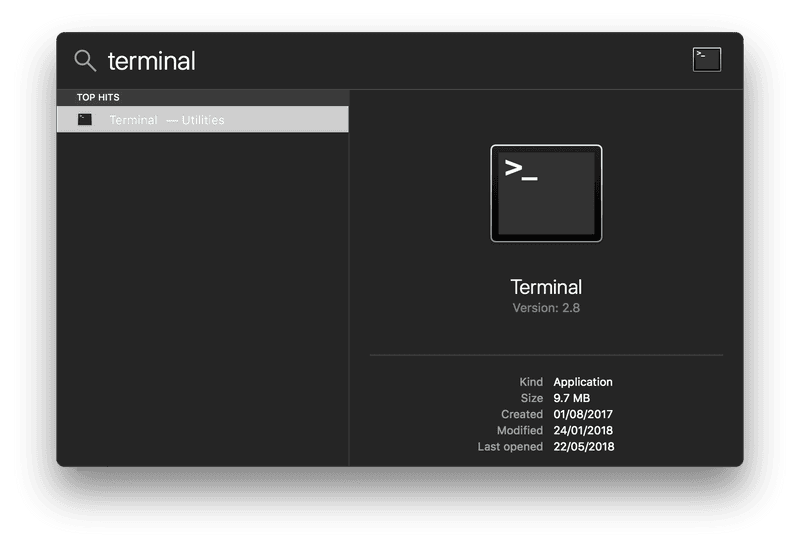 terminal
TOP HITS
Terminal — Utilities
>_
Terminal
Version: 2.8
Kind Application
Size 9.7 MB
Created 01/08/2017
Modified 24/01/2018
Last opened 22/05/2018